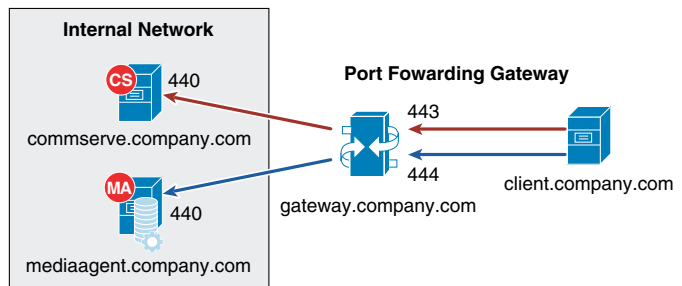 Internal Network
CS
440
commserve.company.com
MA
440
mediaagent.company.com
Port Fowarding Gateway
443
444
gateway.company.com
client.company.com